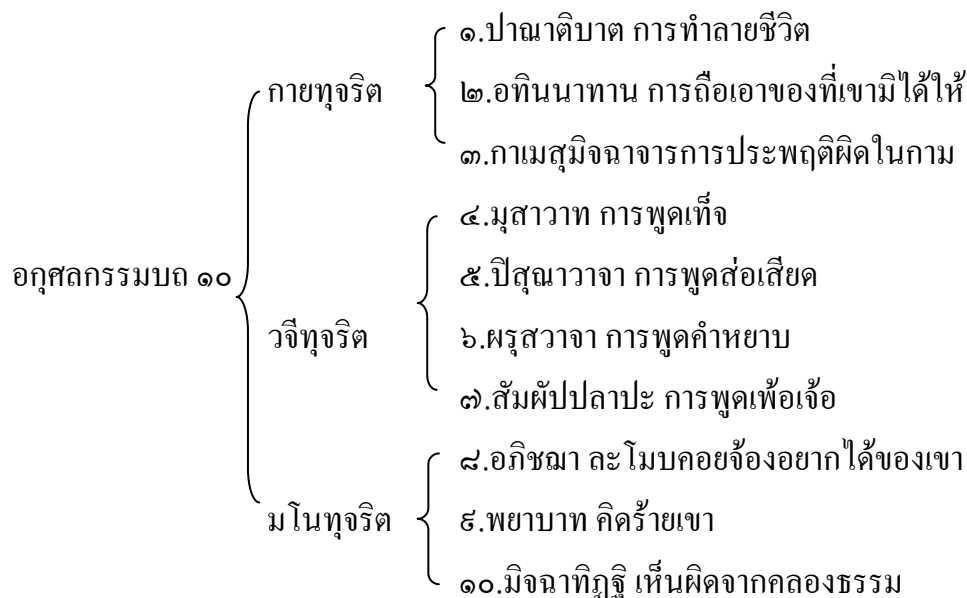 ๑.ปาณาติบาต การทำลายชีวิต
กายทุจริต
๒.อทินนาทาน การถือเอาของที่เขามิได้ให้
๓.กาเมสุมิจฉาจารการประพฤติผิดในกาม
๔.มุสาวาท การพูดเท็จ
อกุศลกรรมบถ ๑๐
๕.ปิสุณาวาจา การพูดส่อเสียด
วจีทุจริต
๖.ผรุสวาจา การพูดคำหยาบ
๗.สัมผัปปลาปะ การพูดเพ้อเจ้อ
๘.อภิชฌา ละโมบคอยจ้องอยากได้ของเขา
มโนทุจริต
๙.พยาบาท คิดร้ายเขา
๑๐.มิจฉาทิฏฐิ เห็นผิดจากคลองธรรม